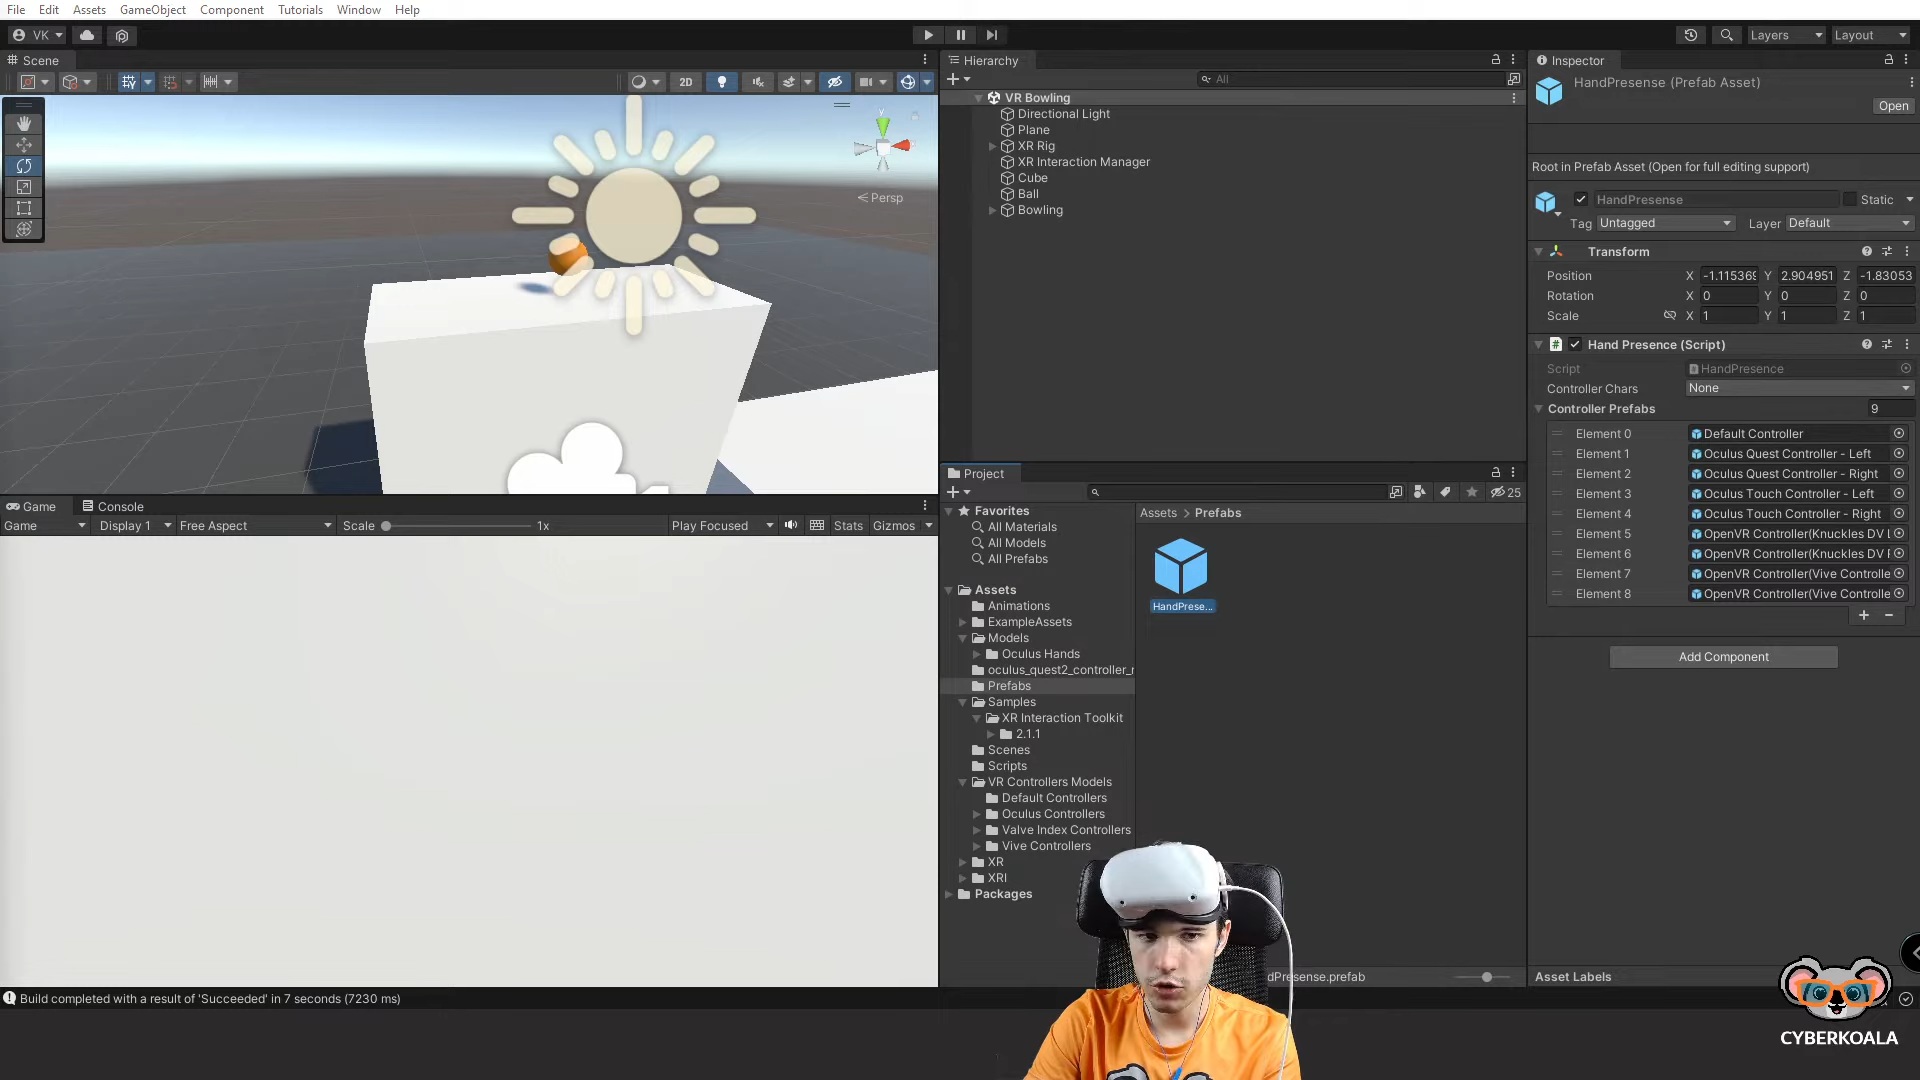 File Edit Assets GameObject Component Tutorials Window Help
VK Layers Layout
Scene
2D
y
Persp
Game Console
Game Display 1 Free Aspect Scale 1x Play Focused Stats Gizmos
Build completed with a result of 'Succeeded' in 7 seconds (7230 ms)
Hierarchy
All
VR Bowling
Directional Light
Plane
XR Rig
XR Interaction Manager
Cube
Ball
Bowling
Project
25
Favorites
All Materials
All Models
All Prefabs
Assets
Animations
ExampleAssets
Models
Oculus Hands
oculus_quest2_controller_r
Prefabs
Samples
XR Interaction Toolkit
2.1.1
Scenes
Scripts
VR Controllers Models
Default Controllers
Oculus Controllers
Valve Index Controllers
Vive Controllers
XR
XRI
Packages
Assets > Prefabs
HandPrese...
dPresense.prefab
Inspector
HandPresense (Prefab Asset)
Open
Root in Prefab Asset (Open for full editing support)
HandPresense Static
Tag Untagged Layer Default
Transform
Position X -1.115369 Y 2.904951 Z -1.83053
Rotation X 0 Y 0 Z 0
Scale X 1 Y 1 Z 1
# Hand Presence (Script)
Script HandPresence
Controller Chars None
Controller Prefabs 9
Element 0 Default Controller
Element 1 Oculus Quest Controller - Left
Element 2 Oculus Quest Controller - Right
Element 3 Oculus Touch Controller - Left
Element 4 Oculus Touch Controller - Right
Element 5 OpenVR Controller(Knuckles DV L
Element 6 OpenVR Controller(Knuckles DV F
Element 7 OpenVR Controller(Vive Controlle
Element 8 OpenVR Controller(Vive Controlle
+ -
Add Component
Asset Labels
CYBERKOALA